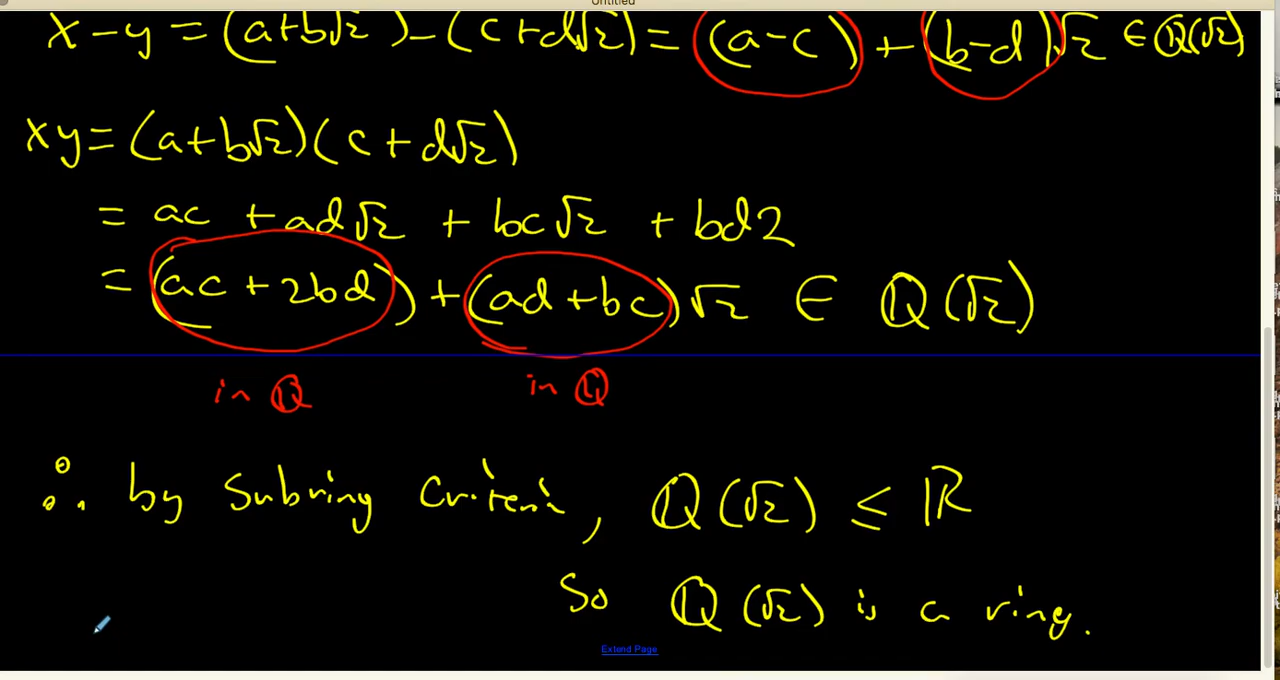 Untitled
x - y = (a+b√2) - (c+d√2) = (a-c) + (b-d)√2 ∈ ℚ(√2)
xy = (a+b√2)(c+d√2)
= ac + ad√2 + bc√2 + bd2
= (ac + 2bd) + (ad + bc)√2 ∈ ℚ(√2)
in ℚ in ℚ
∴ by Subring Criteria, ℚ(√2) ≤ ℝ
So ℚ(√2) is a ring.
Extend Page